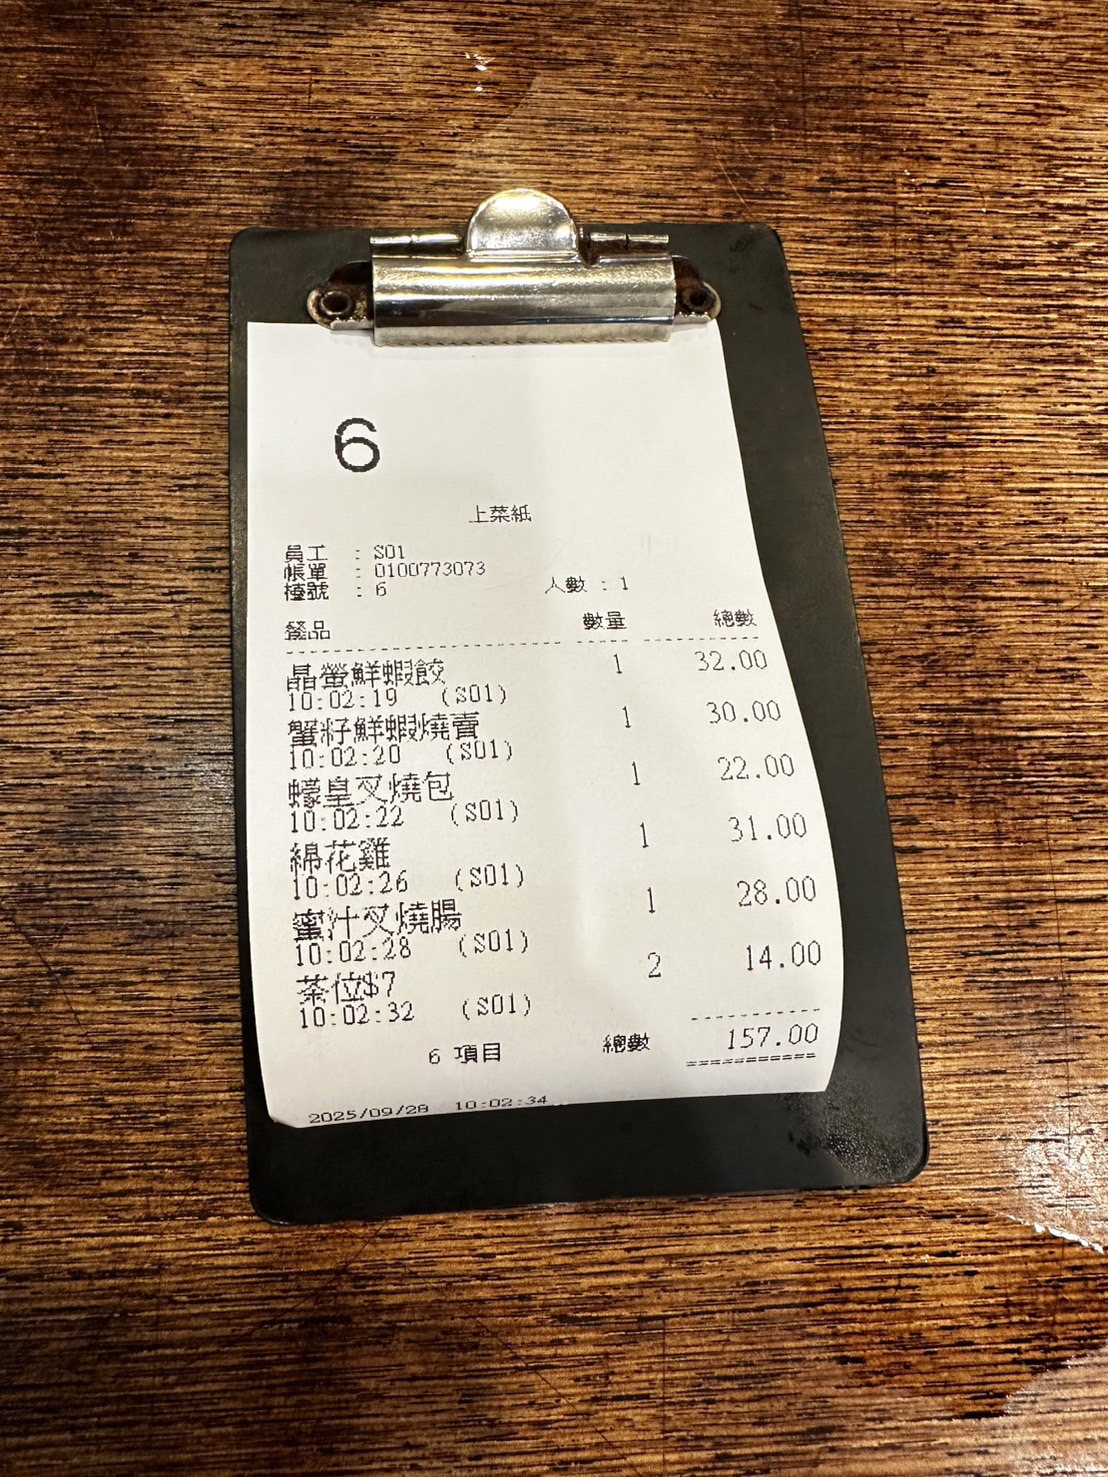 6
上菜紙
員工 : S01
帳單 : 0100773073
檯號 : 6 人數 : 1
餐品 數量 總數
晶瑩鮮蝦餃 1 32.00
10:02:19 (S01)
蟹籽鮮蝦燒賣 1 30.00
10:02:20 (S01)
蠔皇叉燒包 1 22.00
10:02:22 (S01)
綿花雞 1 31.00
10:02:26 (S01)
蜜汁叉燒腸 1 28.00
10:02:28 (S01)
茶位$7 2 14.00
10:02:32 (S01)
6 項目 總數 157.00
2025/09/28 10:02:34